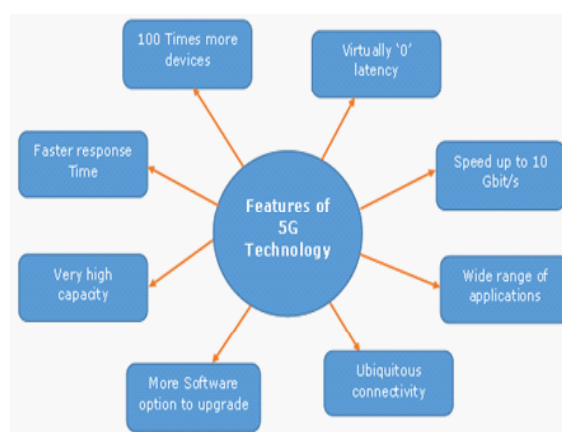 100 Times more
devices
Virtually ‘0’
latency
Faster response
Time
Speed up to 10
Gbit/s
Features of
5G
Technology
Very high
capacity
Wide range of
applications
More Software
option to upgrade
Ubiquitous
connectivity